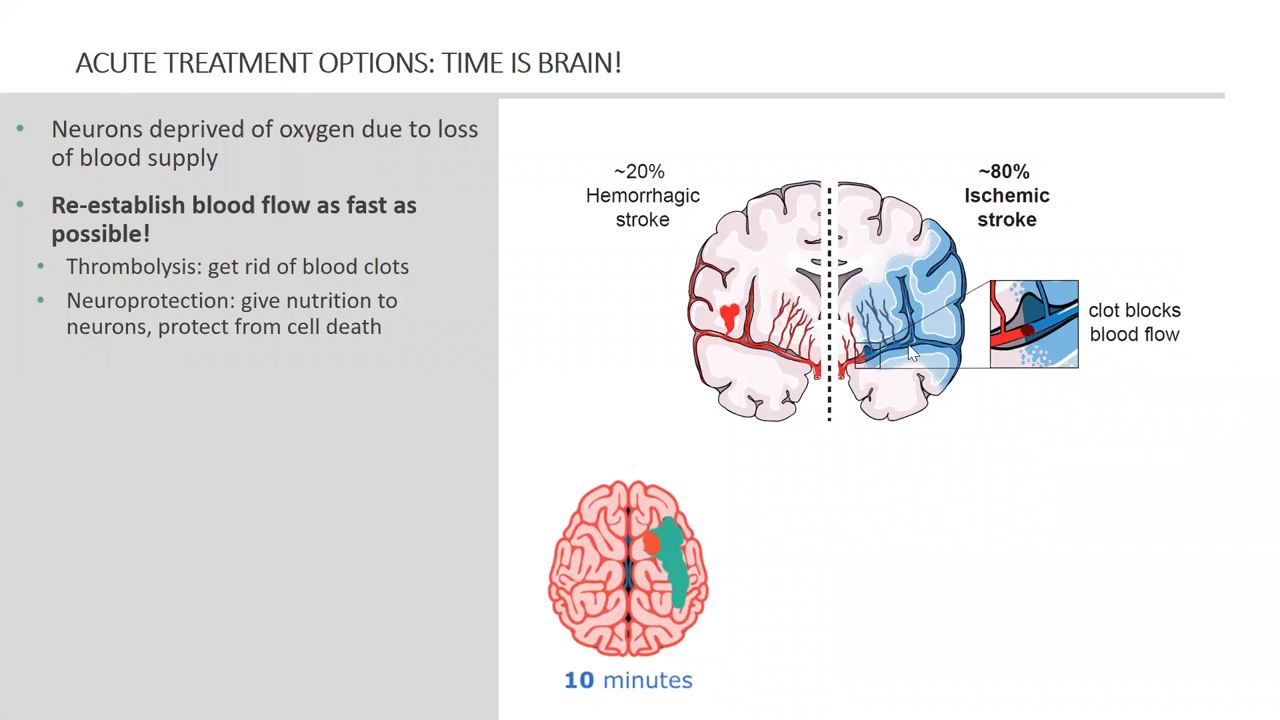 ACUTE TREATMENT OPTIONS: TIME IS BRAIN!
• Neurons deprived of oxygen due to loss
of blood supply
• Re-establish blood flow as fast as
possible!
• Thrombolysis: get rid of blood clots
• Neuroprotection: give nutrition to
neurons, protect from cell death
~20%
Hemorrhagic
stroke
~80%
Ischemic
stroke
clot blocks
blood flow
10 minutes